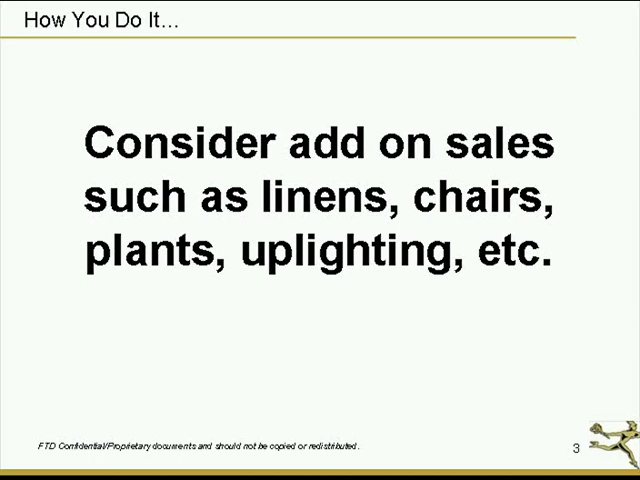 How You Do It…
Consider add on sales
such as linens, chairs,
plants, uplighting, etc.
FTD Confidential/Proprietary documents and should not be copied or redistributed.
3